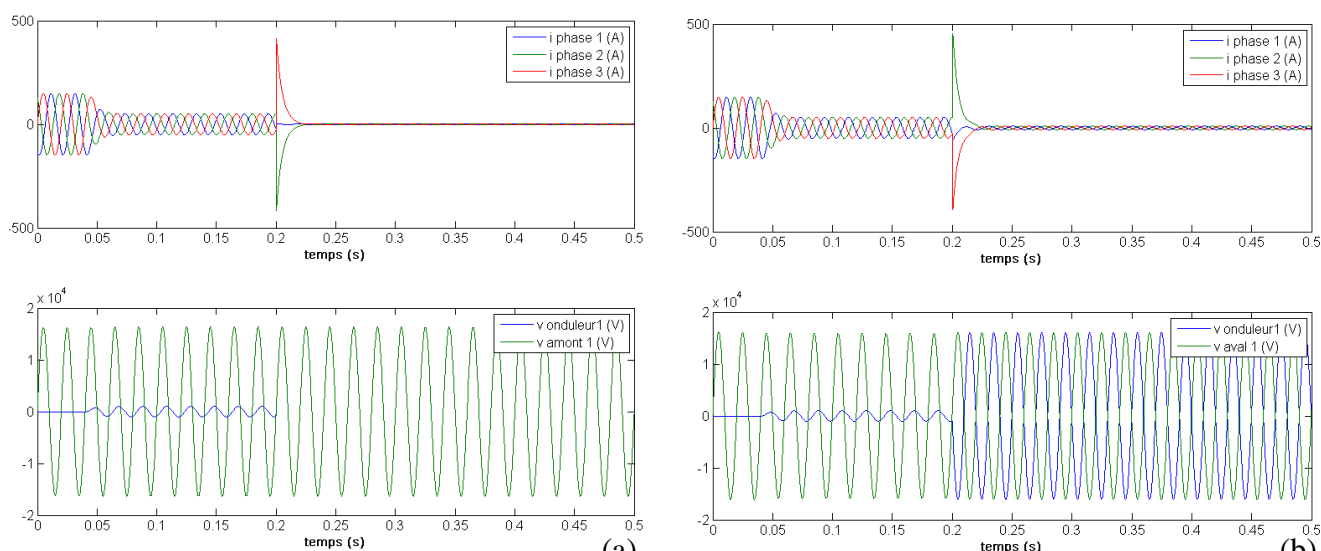 500
0
-500
i phase 1 (A)
i phase 2 (A)
i phase 3 (A)
0 0.05 0.1 0.15 0.2 0.25 0.3 0.35 0.4 0.45 0.5
temps (s)
500
0
-500
i phase 1 (A)
i phase 2 (A)
i phase 3 (A)
0 0.05 0.1 0.15 0.2 0.25 0.3 0.35 0.4 0.45 0.5
temps (s)
x 10⁴
2
1
0
-1
-2
v onduleur1 (V)
v amont 1 (V)
0 0.05 0.1 0.15 0.2 0.25 0.3 0.35 0.4 0.45 0.5
temps (s)
(a)
x 10⁴
2
1
0
-1
-2
v onduleur1 (V)
v aval 1 (V)
0 0.05 0.1 0.15 0.2 0.25 0.3 0.35 0.4 0.45 0.5
temps (s)
(b)